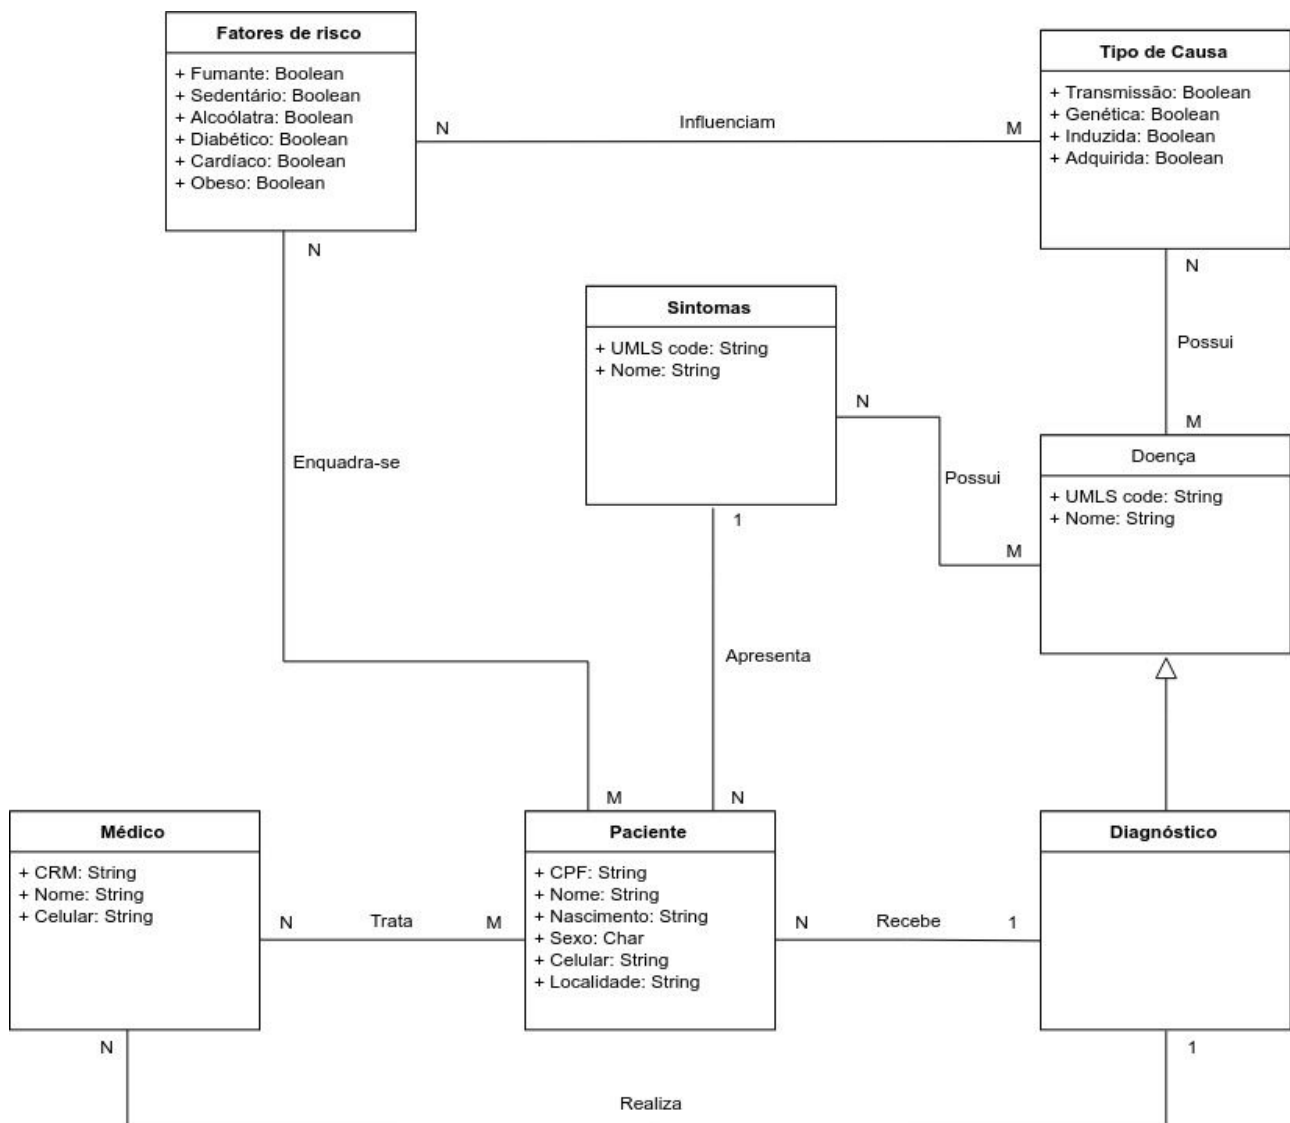 Fatores de risco
+ Fumante: Boolean
+ Sedentário: Boolean
+ Alcoólatra: Boolean
+ Diabético: Boolean
+ Cardíaco: Boolean
+ Obeso: Boolean
N
Influenciam
M
Tipo de Causa
+ Transmissão: Boolean
+ Genética: Boolean
+ Induzida: Boolean
+ Adquirida: Boolean
N
N
Possui
M
Sintomas
+ UMLS code: String
+ Nome: String
N
Possui
M
Doença
+ UMLS code: String
+ Nome: String
Enquadra-se
1
Apresenta
M
N
Médico
+ CRM: String
+ Nome: String
+ Celular: String
N
Trata
M
Paciente
+ CPF: String
+ Nome: String
+ Nascimento: String
+ Sexo: Char
+ Celular: String
+ Localidade: String
N
Recebe
1
Diagnóstico
N
1
Realiza